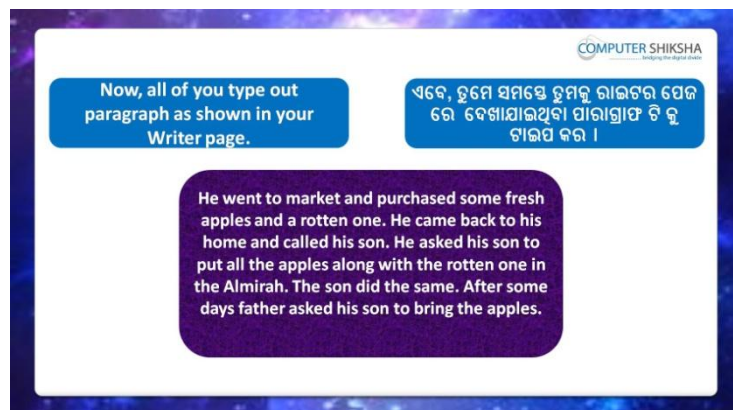 COMPUTER SHIKSHA
bridging the digital divide
Now, all of you type out
paragraph as shown in your
Writer page.
ଏବେ, ତୁମେ ସମସ୍ତେ ତୁମକୁ ରାଇଟର ପେଜ
ରେ ଦେଖାଯାଇଥିବା ପାରାଗ୍ରାଫ ଟି କୁ
ଟାଇପ କର ।
He went to market and purchased some fresh
apples and a rotten one. He came back to his
home and called his son. He asked his son to
put all the apples along with the rotten one in
the Almirah. The son did the same. After some
days father asked his son to bring the apples.